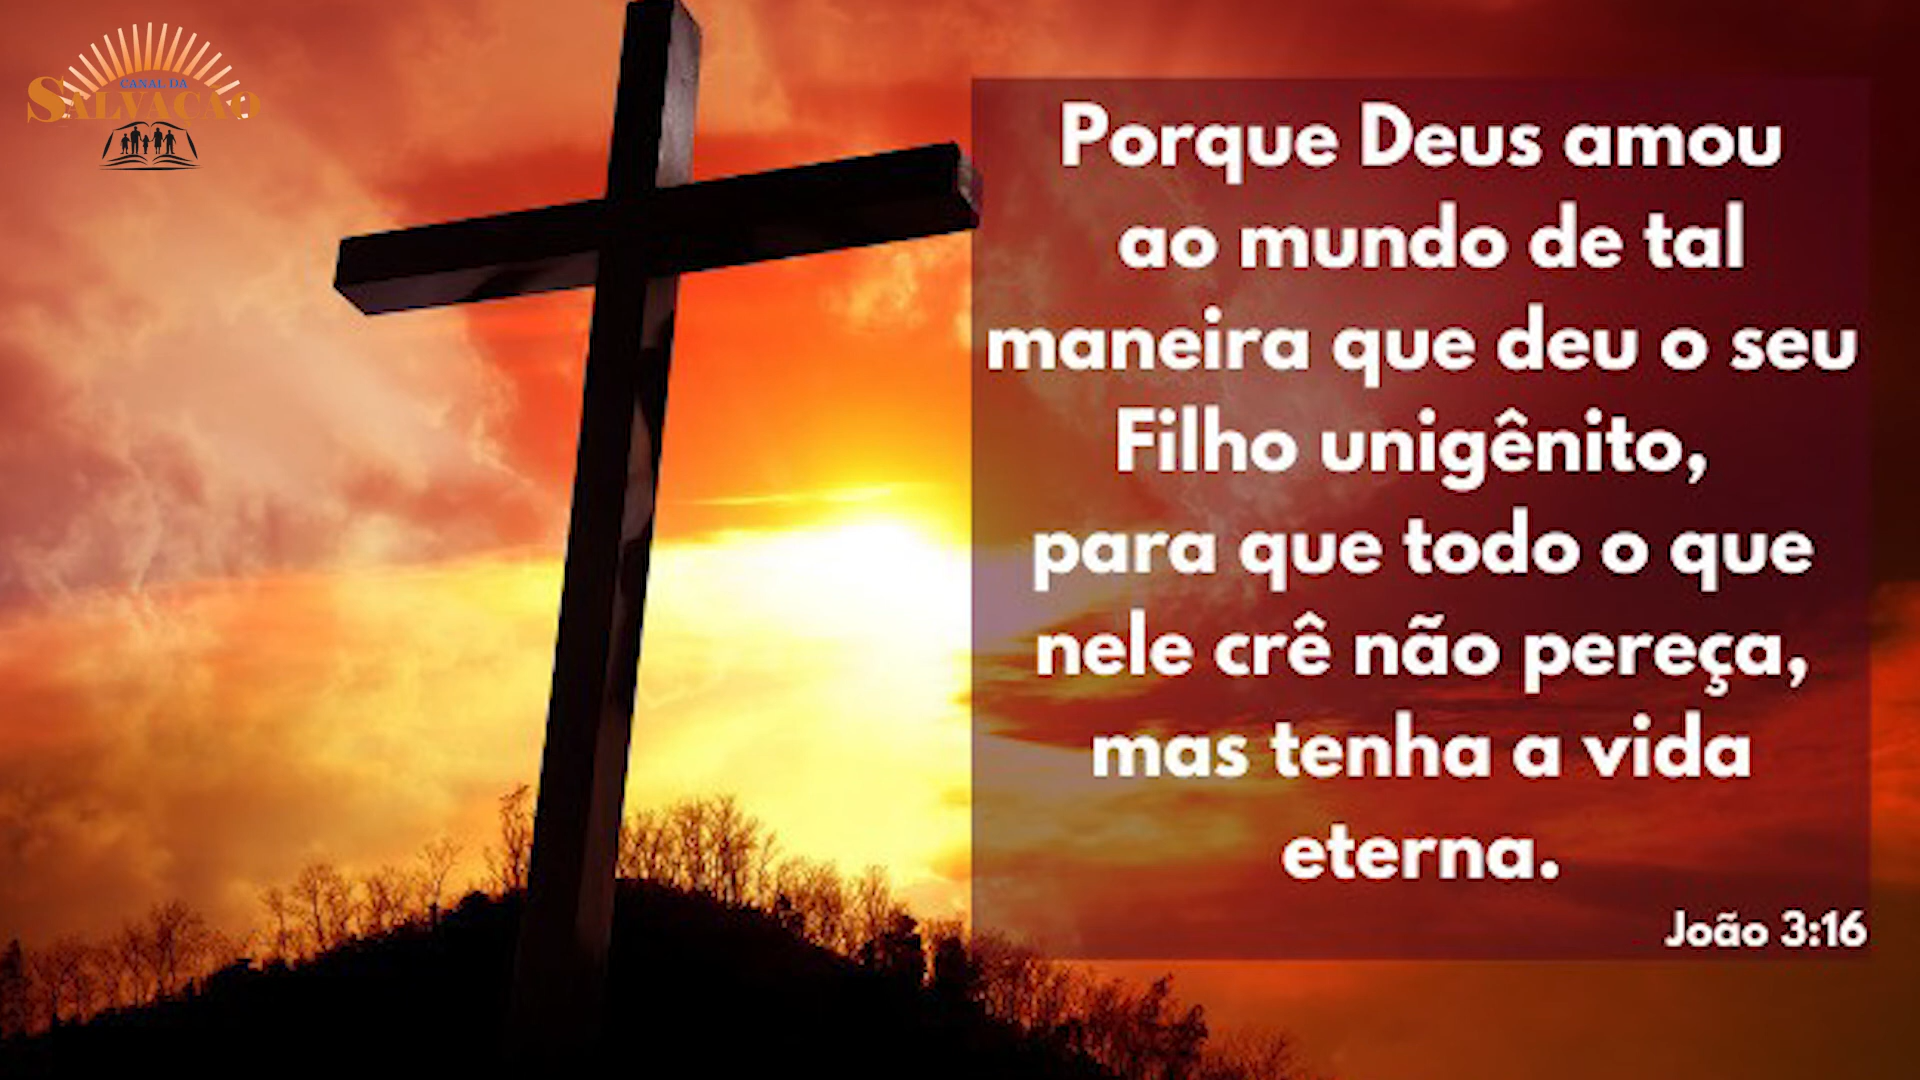 CANAL DA
SALVAÇÃO
Porque Deus amou
ao mundo de tal
maneira que deu o seu
Filho unigênito,
para que todo o que
nele crê não pereça,
mas tenha a vida
eterna.
João 3:16